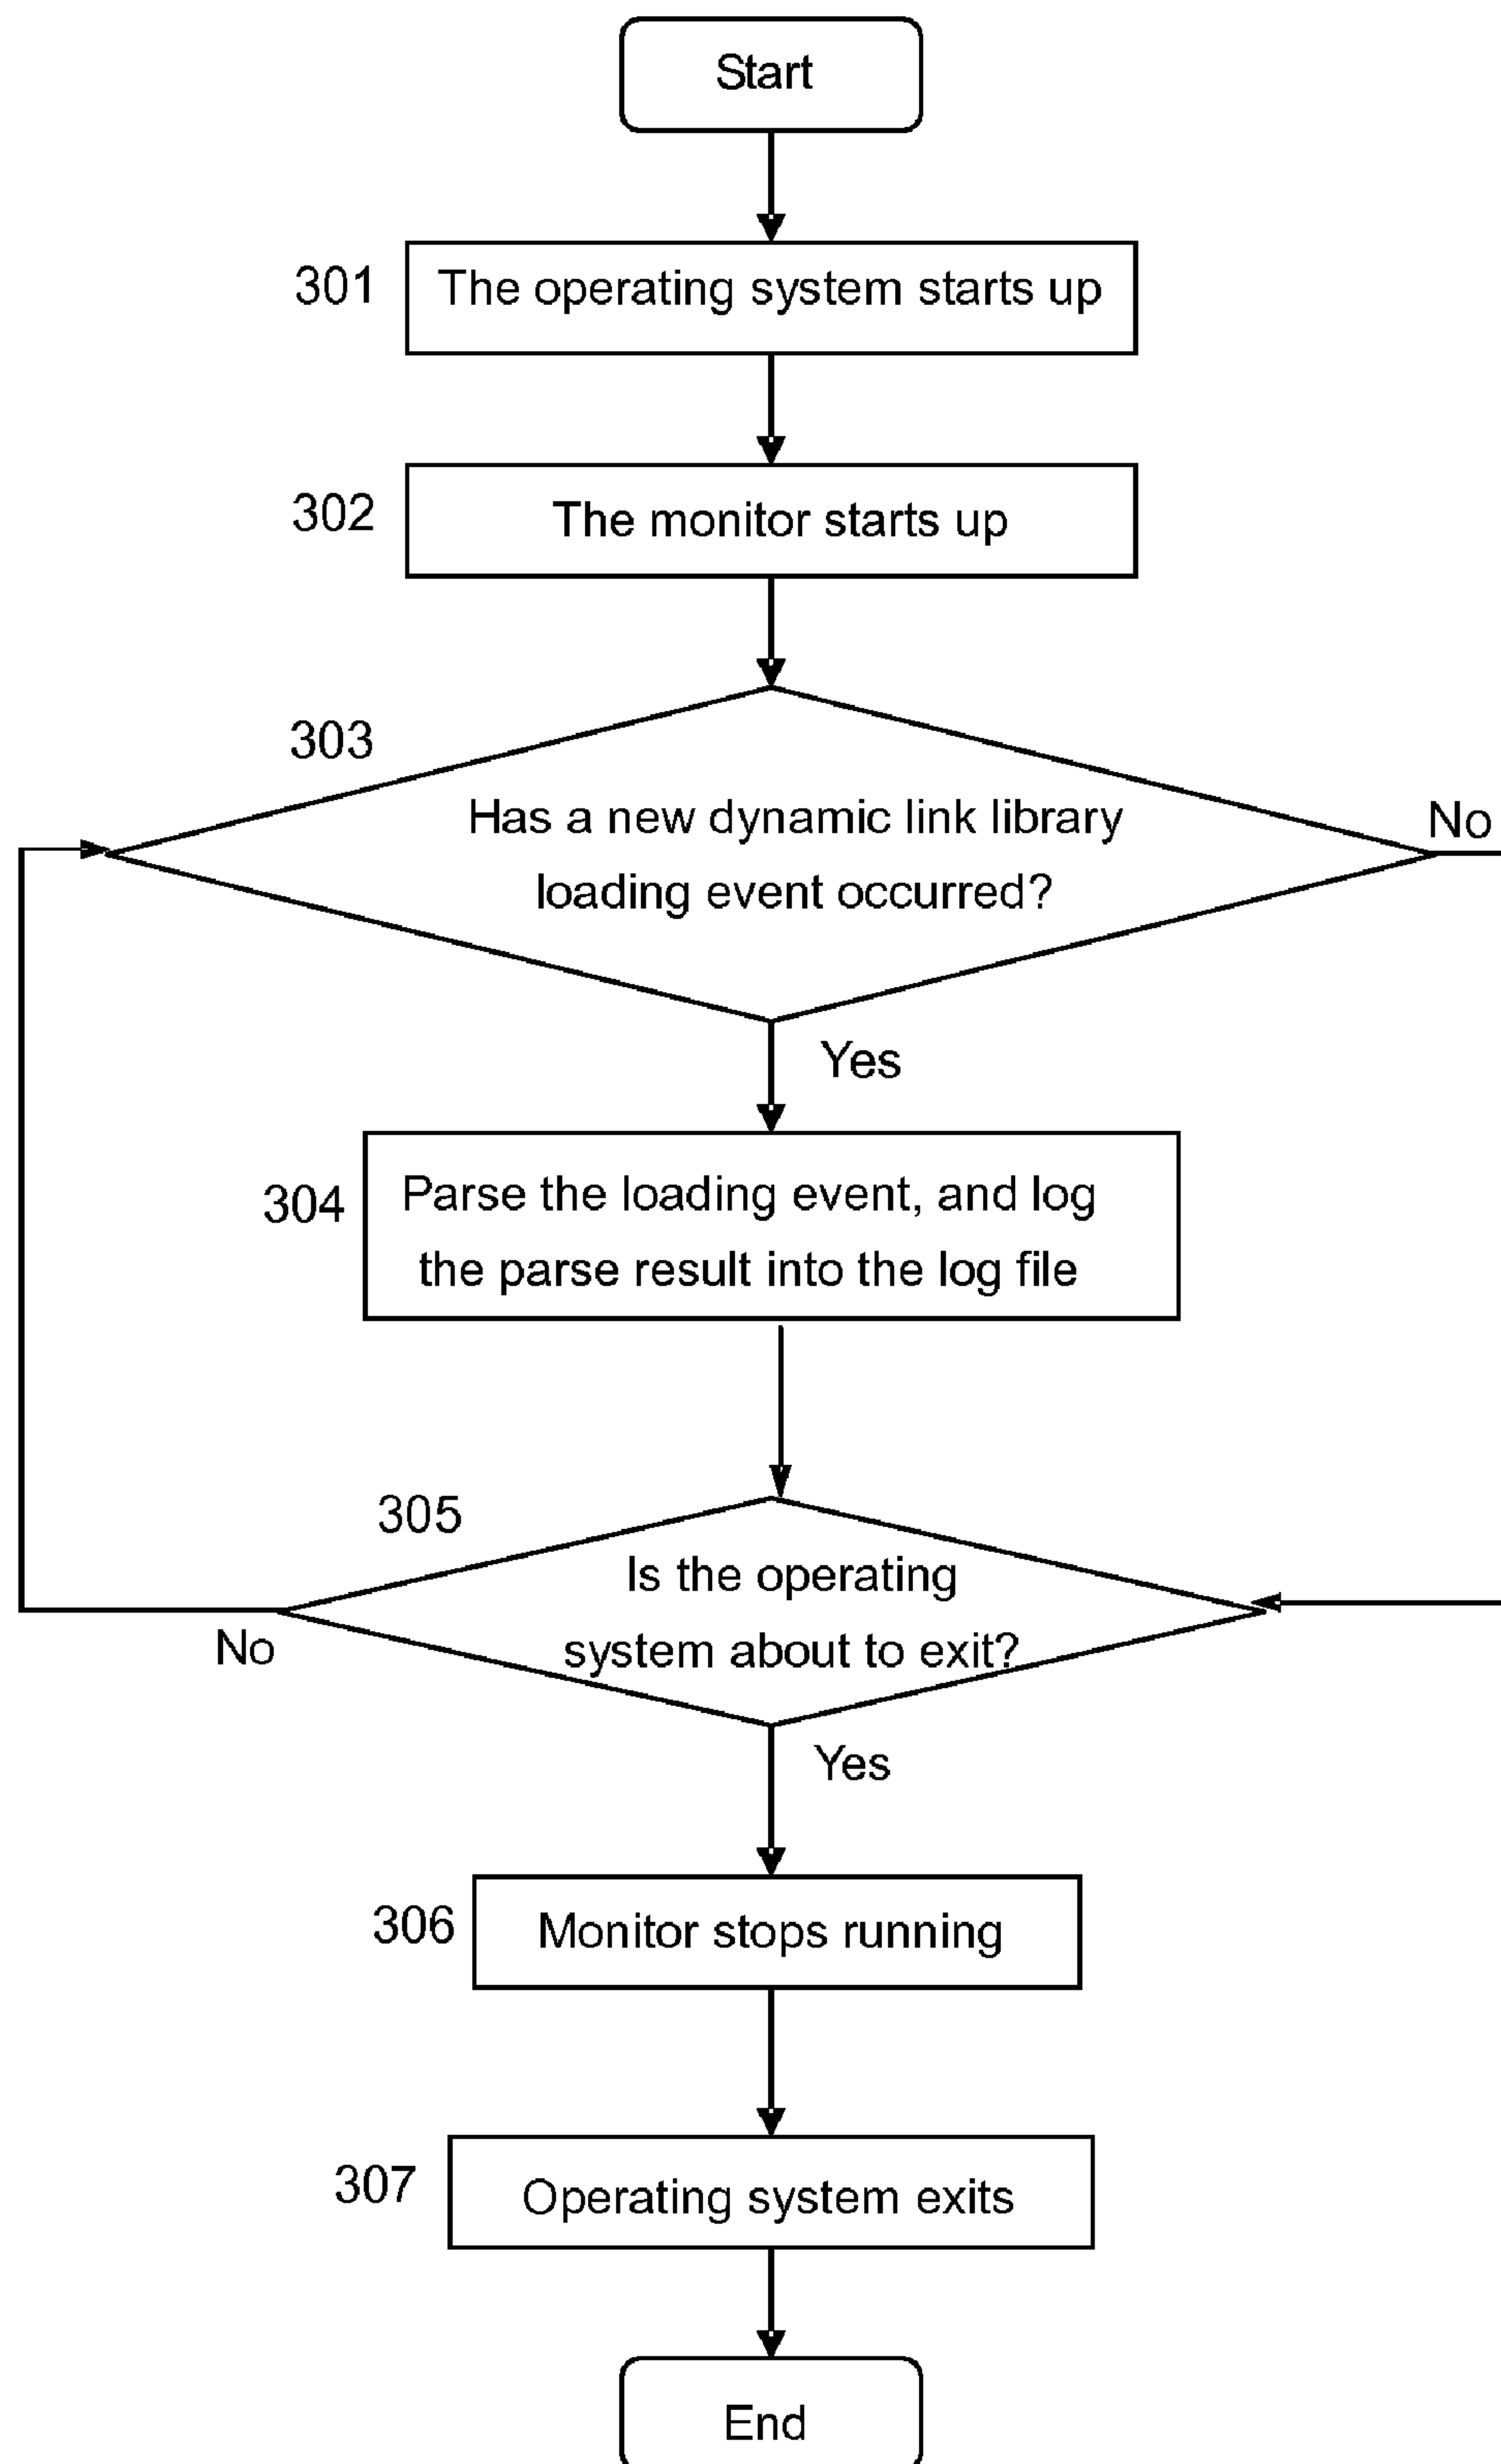 Start
301
The operating system starts up
302
The monitor starts up
303
Has a new dynamic link library
loading event occurred?
No
Yes
304
Parse the loading event, and log
the parse result into the log file
305
Is the operating
system about to exit?
No
Yes
306
Monitor stops running
307
Operating system exits
End